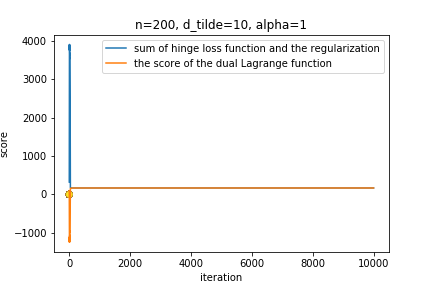 n=200, d_tilde=10, alpha=1
4000
3000
2000
1000
0
−1000
score
sum of hinge loss function and the regularization
the score of the dual Lagrange function
0
2000
4000
6000
8000
10000
iteration